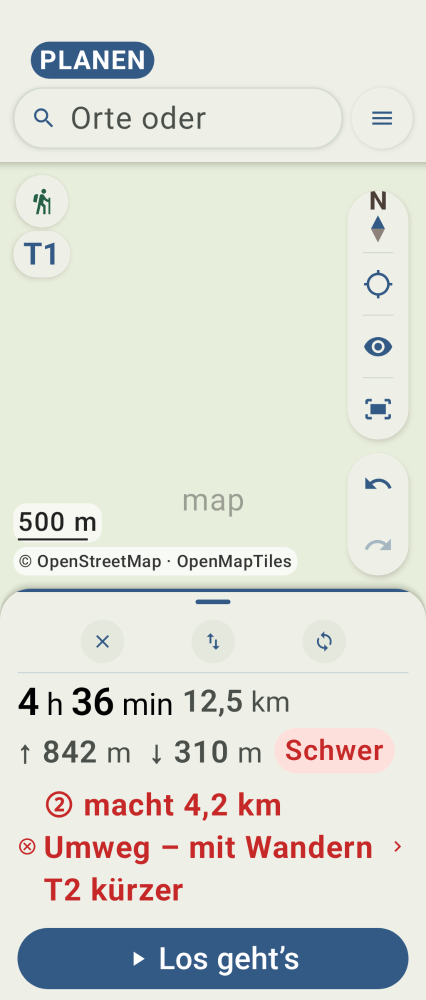 PLANEN
Orte oder
T1
N
map
500 m
© OpenStreetMap · OpenMapTiles
4 h 36 min 12,5 km
↑ 842 m ↓ 310 m Schwer
② macht 4,2 km
Umweg – mit Wandern
T2 kürzer
Los geht’s